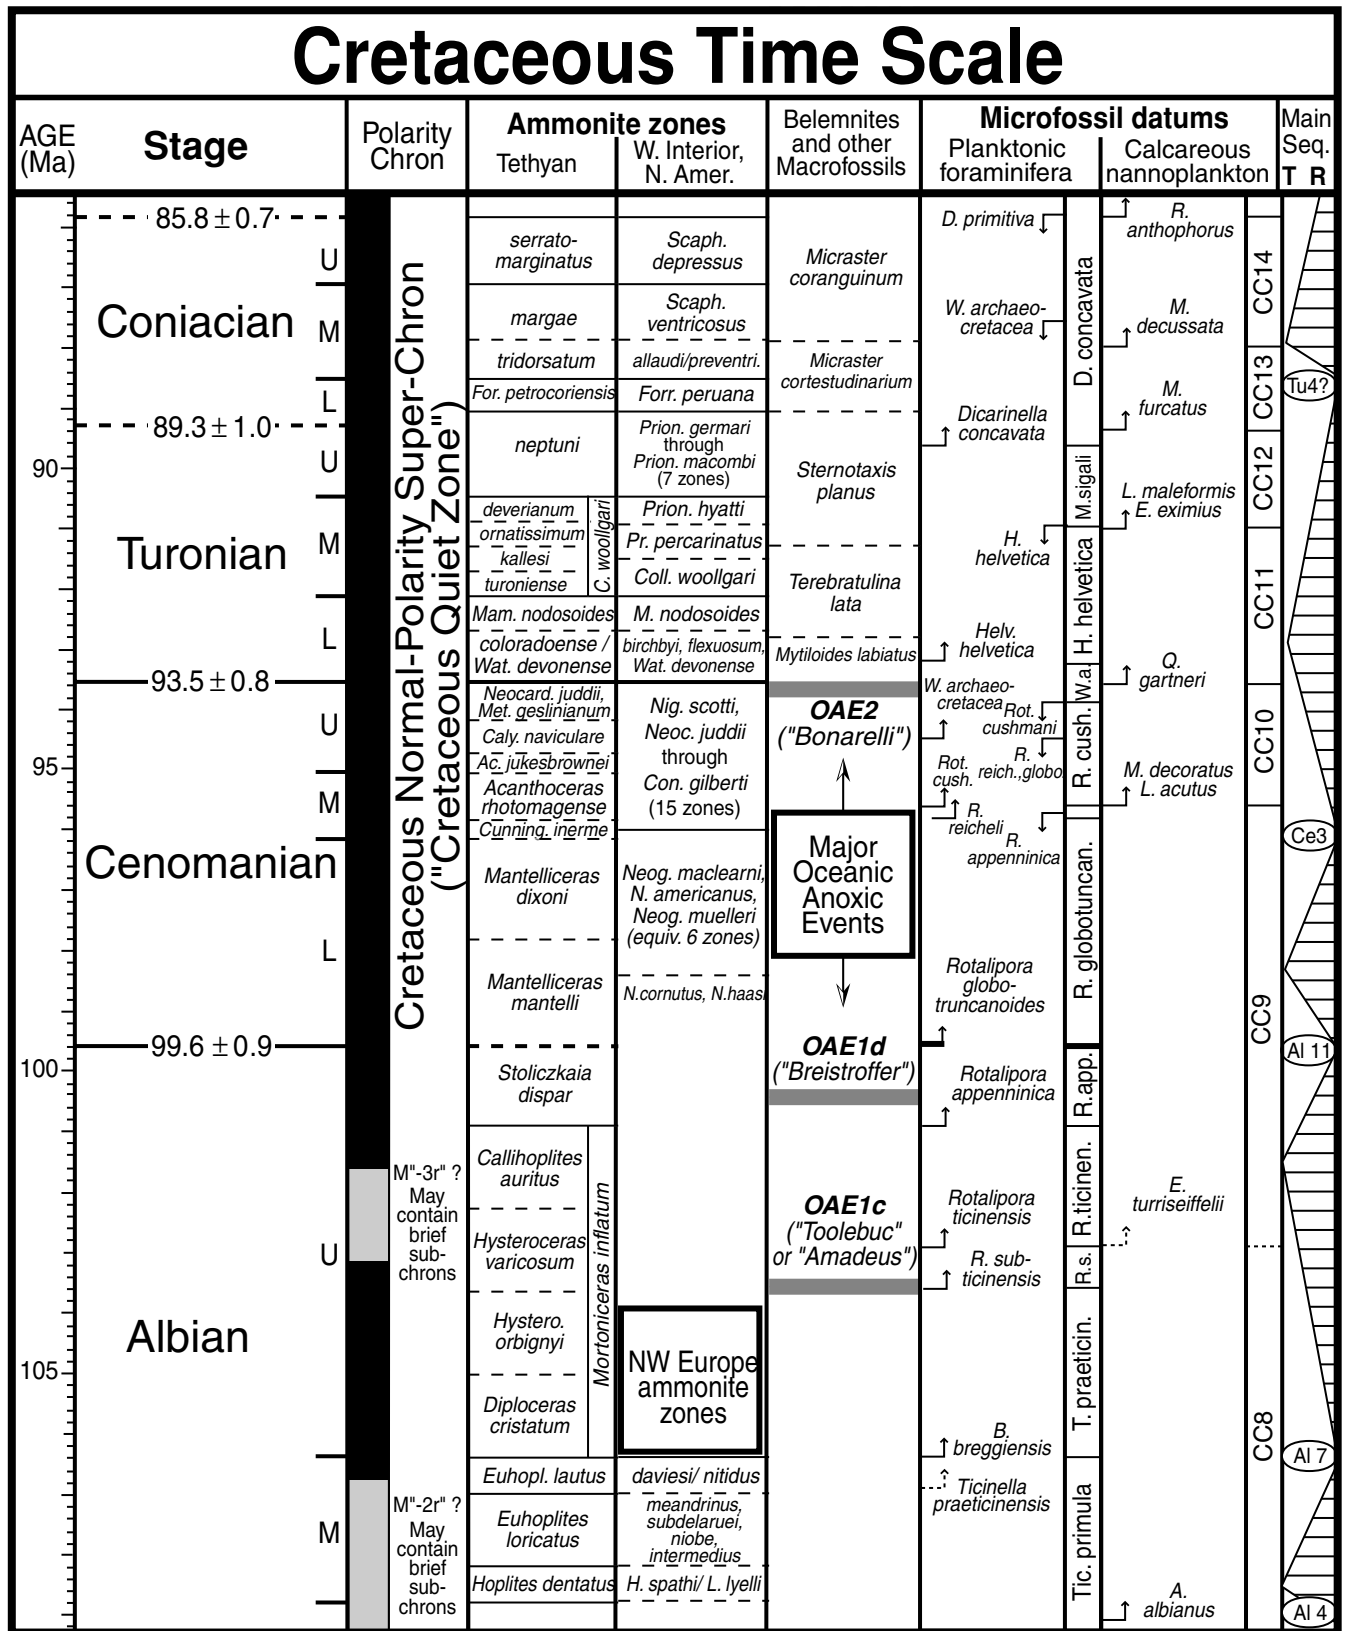 Cretaceous Time Scale
AGE
(Ma)
Stage
Polarity
Chron
Ammonite zones
Tethyan
W. Interior,
N. Amer.
Belemnites
and other
Macrofossils
Microfossil datums
Planktonic
foraminifera
Calcareous
nannoplankton
Main
Seq.
T R
90
95
100
105
85.8 ± 0.7
U
Coniacian
M
L
89.3 ± 1.0
U
Turonian
M
L
93.5 ± 0.8
U
M
Cenomanian
L
99.6 ± 0.9
U
Albian
M
Cretaceous Normal-Polarity Super-Chron
("Cretaceous Quiet Zone")
M"-3r" ?
May
contain
brief
sub-
chrons
M"-2r" ?
May
contain
brief
sub-
chrons
serrato-
marginatus
margae
tridorsatum
For. petrocoriensis
neptuni
deverianum
ornatissimum
kallesi
turoniense
C. woollgari
Mam. nodosoides
coloradoense /
Wat. devonense
Neocard. juddii,
Met. geslinianum
Caly. naviculare
Ac. jukesbrownei
Acanthoceras
rhotomagense
Cunning. inerme
Mantelliceras
dixoni
Mantelliceras
mantelli
Stoliczkaia
dispar
Callihoplites
auritus
Hysteroceras
varicosum
Hystero.
orbignyi
Diploceras
cristatum
Mortoniceras inflatum
Euhopl. lautus
Euhoplites
loricatus
Hoplites dentatus
Scaph.
depressus
Scaph.
ventricosus
allaudi/preventri.
Forr. peruana
Prion. germari
through
Prion. macombi
(7 zones)
Prion. hyatti
Pr. percarinatus
Coll. woollgari
M. nodosoides
birchbyi, flexuosum,
Wat. devonense
Nig. scotti,
Neoc. juddii
through
Con. gilberti
(15 zones)
Neog. maclearni,
N. americanus,
Neog. muelleri
(equiv. 6 zones)
N.cornutus, N.haasi
NW Europe
ammonite
zones
daviesi/ nitidus
meandrinus,
subdelaruei,
niobe,
intermedius
H. spathi/ L. lyelli
Micraster
coranguinum
Micraster
cortestudinarium
Sternotaxis
planus
Terebratulina
lata
Mytiloides labiatus
OAE2
("Bonarelli")
Major
Oceanic
Anoxic
Events
OAE1d
("Breistroffer")
OAE1c
("Toolebuc"
or "Amadeus")
D. primitiva
W. archaeo-
cretacea
Dicarinella
concavata
H.
helvetica
Helv.
helvetica
W. archaeo-
cretacea
Rot.
cushmani
R.
reich.,globo
Rot.
cush.
R.
reicheli
R.
appenninica
Rotalipora
globo-
truncanoides
Rotalipora
appenninica
Rotalipora
ticinensis
R. sub-
ticinensis
B.
breggiensis
Ticinella
praeticinensis
D. concavata
M.sigali
H. helvetica
W.a.
R. cush.
R. globotuncan.
R.app.
R.ticinen.
R.s.
T. praeticin.
Tic. primula
R.
anthophorus
M.
decussata
M.
furcatus
L. maleformis
E. eximius
Q.
gartneri
M. decoratus
L. acutus
E.
turriseiffelii
A.
albianus
CC14
CC13
CC12
CC11
CC10
CC9
CC8
Tu4?
Ce3
Al 11
Al 7
Al 4